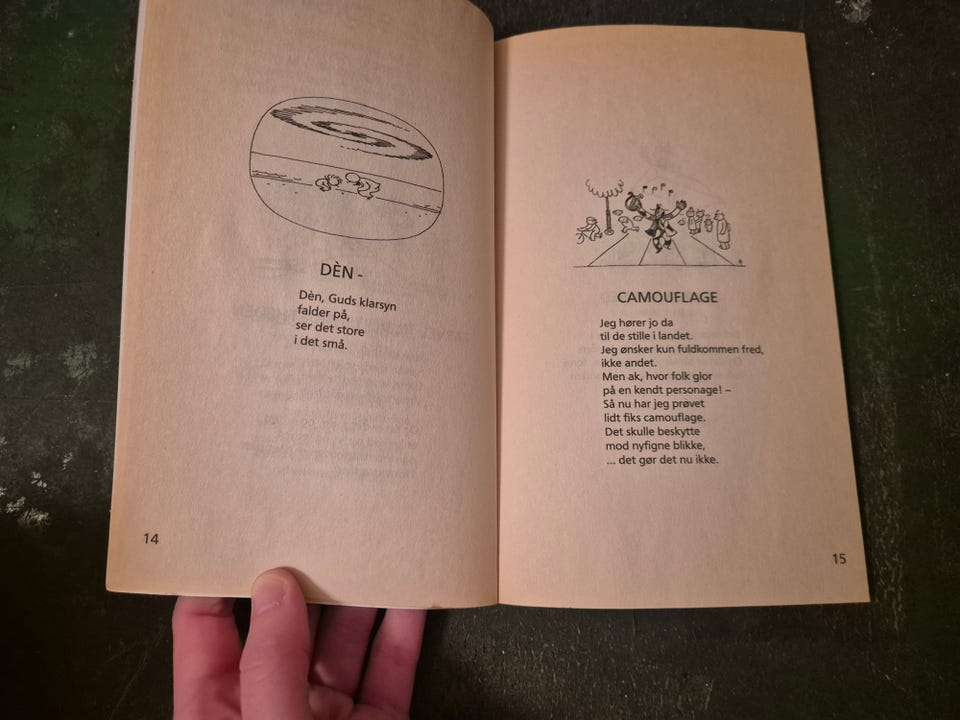 DÈN -
Dèn, Guds klarsyn
falder på,
ser det store
i det små.
14
CAMOUFLAGE
Jeg hører jo da
til de stille i landet.
Jeg ønsker kun fuldkommen fred,
ikke andet.
Men ak, hvor folk glor
på en kendt personage! –
Så nu har jeg prøvet
lidt fiks camouflage.
Det skulle beskytte
mod nyfigne blikke,
... det gør det nu ikke.
15